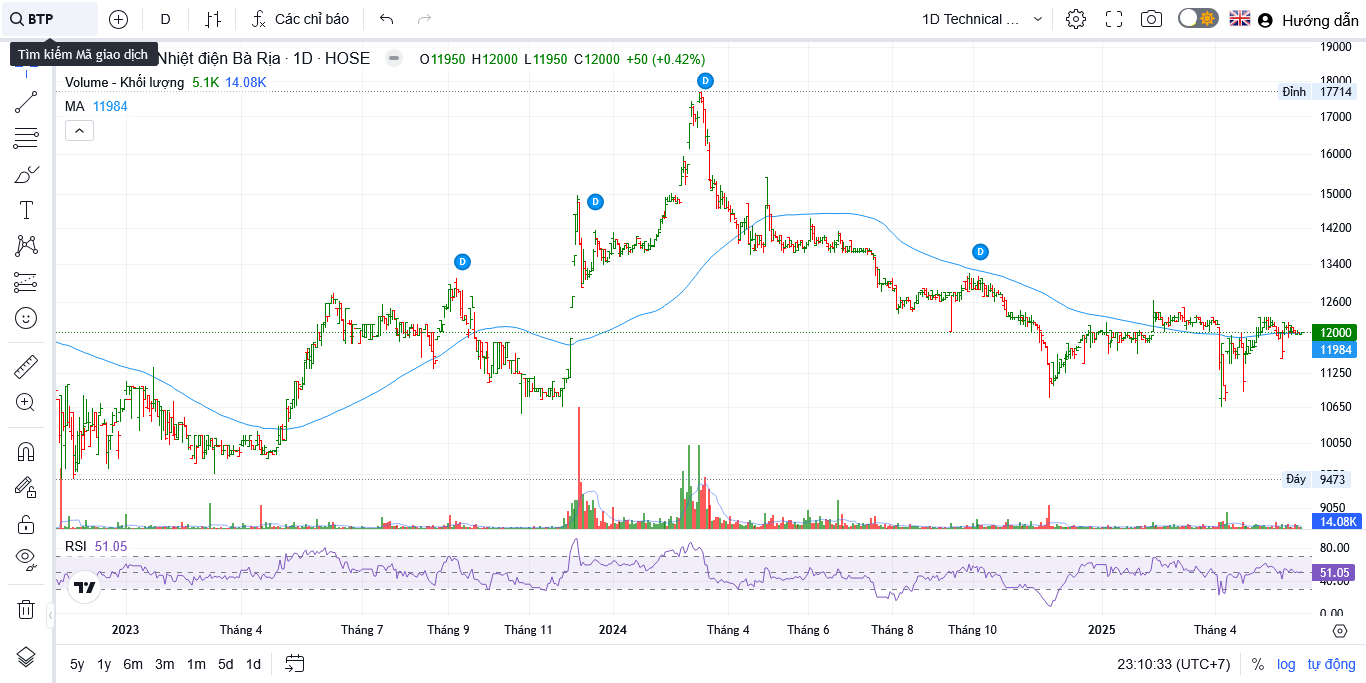 BTP D Các chỉ báo 1D Technical ... Hướng dẫn
Tìm kiếm Mã giao dịch
Nhiệt điện Bà Rịa · 1D · HOSE O11950 H12000 L11950 C12000 +50 (+0.42%)
Volume - Khối lượng 5.1K 14.08K
MA 11984
19000
18000
Đỉnh 17714
17000
16000
15000
14200
13400
12600
12000
11984
11250
10650
10050
Đáy 9473
9050
14.08K
D
D
D
D
RSI 51.05
80.00
51.05
40.00
0.00
2023 Tháng 4 Tháng 7 Tháng 9 Tháng 11 2024 Tháng 4 Tháng 6 Tháng 8 Tháng 10 2025 Tháng 4
5y 1y 6m 3m 1m 5d 1d 23:10:33 (UTC+7) % log tự động